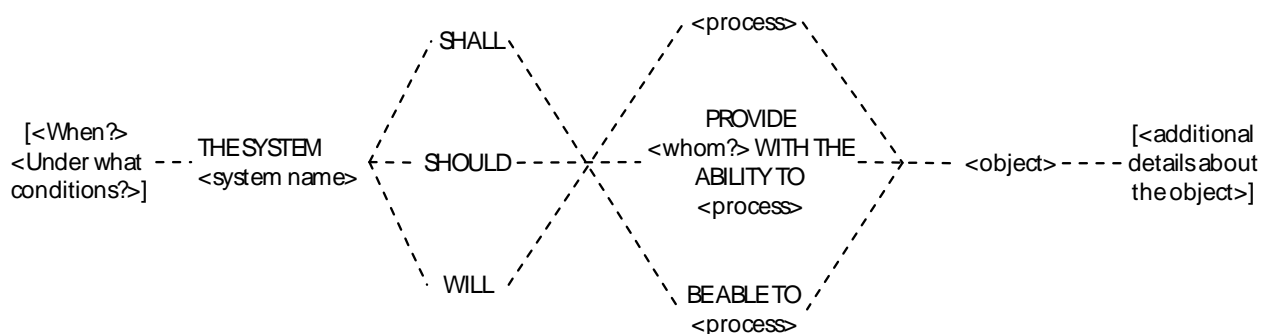 [<When?>
<Under what
conditions?>]
THE SYSTEM
<system name>
SHALL
SHOULD
WILL
<process>
PROVIDE
<whom?> WITH THE
ABILITY TO
<process>
BE ABLE TO
<process>
<object>
[<additional
details about
the object>]